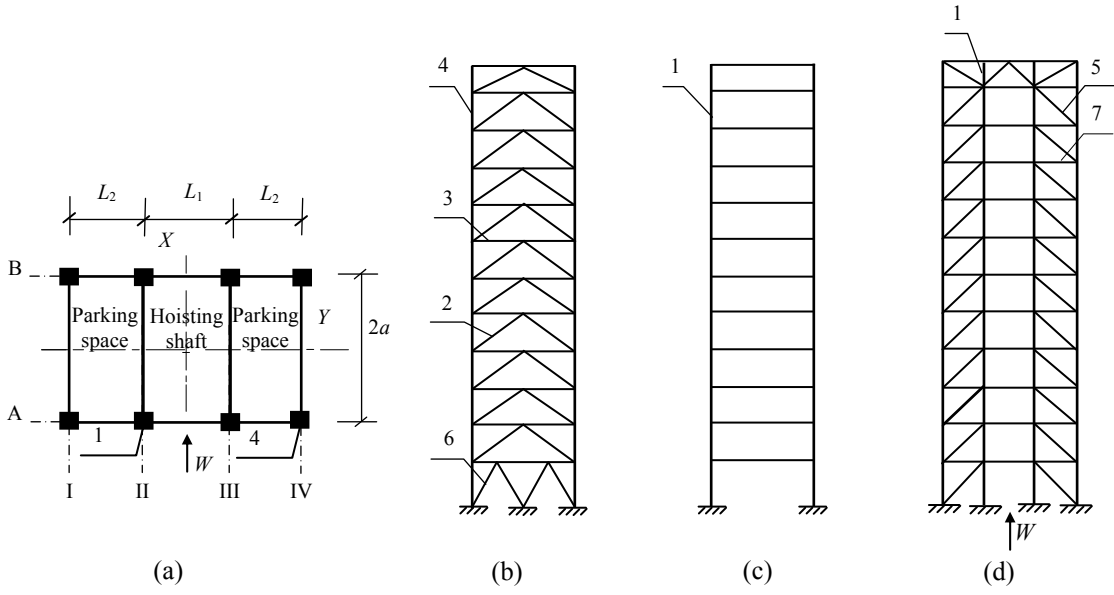 L2
L1
L2
X
B
Parking
space
Hoisting
shaft
Parking
space
Y
2a
A
1
4
W
I
II
III
IV
(a)
4
3
2
6
(b)
1
(c)
1
5
7
W
(d)